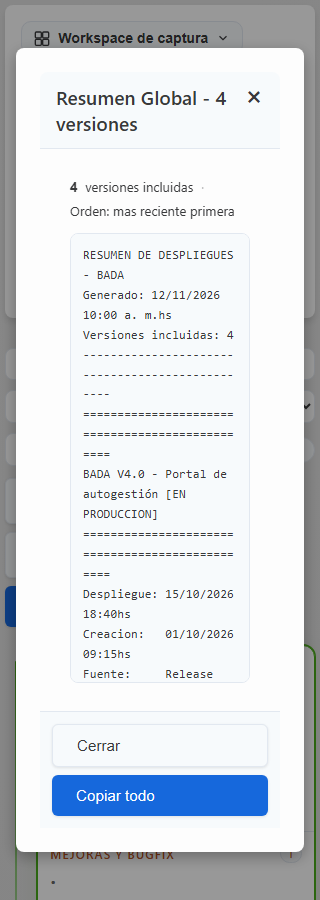 Workspace de captura
Resumen Global - 4
versiones
4 versiones incluidas ·
Orden: mas reciente primera
RESUMEN DE DESPLIEGUES
- BADA
Generado: 12/11/2026
10:00 a. m.hs
Versiones incluidas: 4
-----------------------
-----------------------
----
=======================
=======================
====
BADA V4.0 - Portal de
autogestión [EN
PRODUCCION]
=======================
=======================
====
Despliegue: 15/10/2026
18:40hs
Creacion:   01/10/2026
09:15hs
Fuente:     Release
Cerrar
Copiar todo
MEJORAS Y BUGFIX